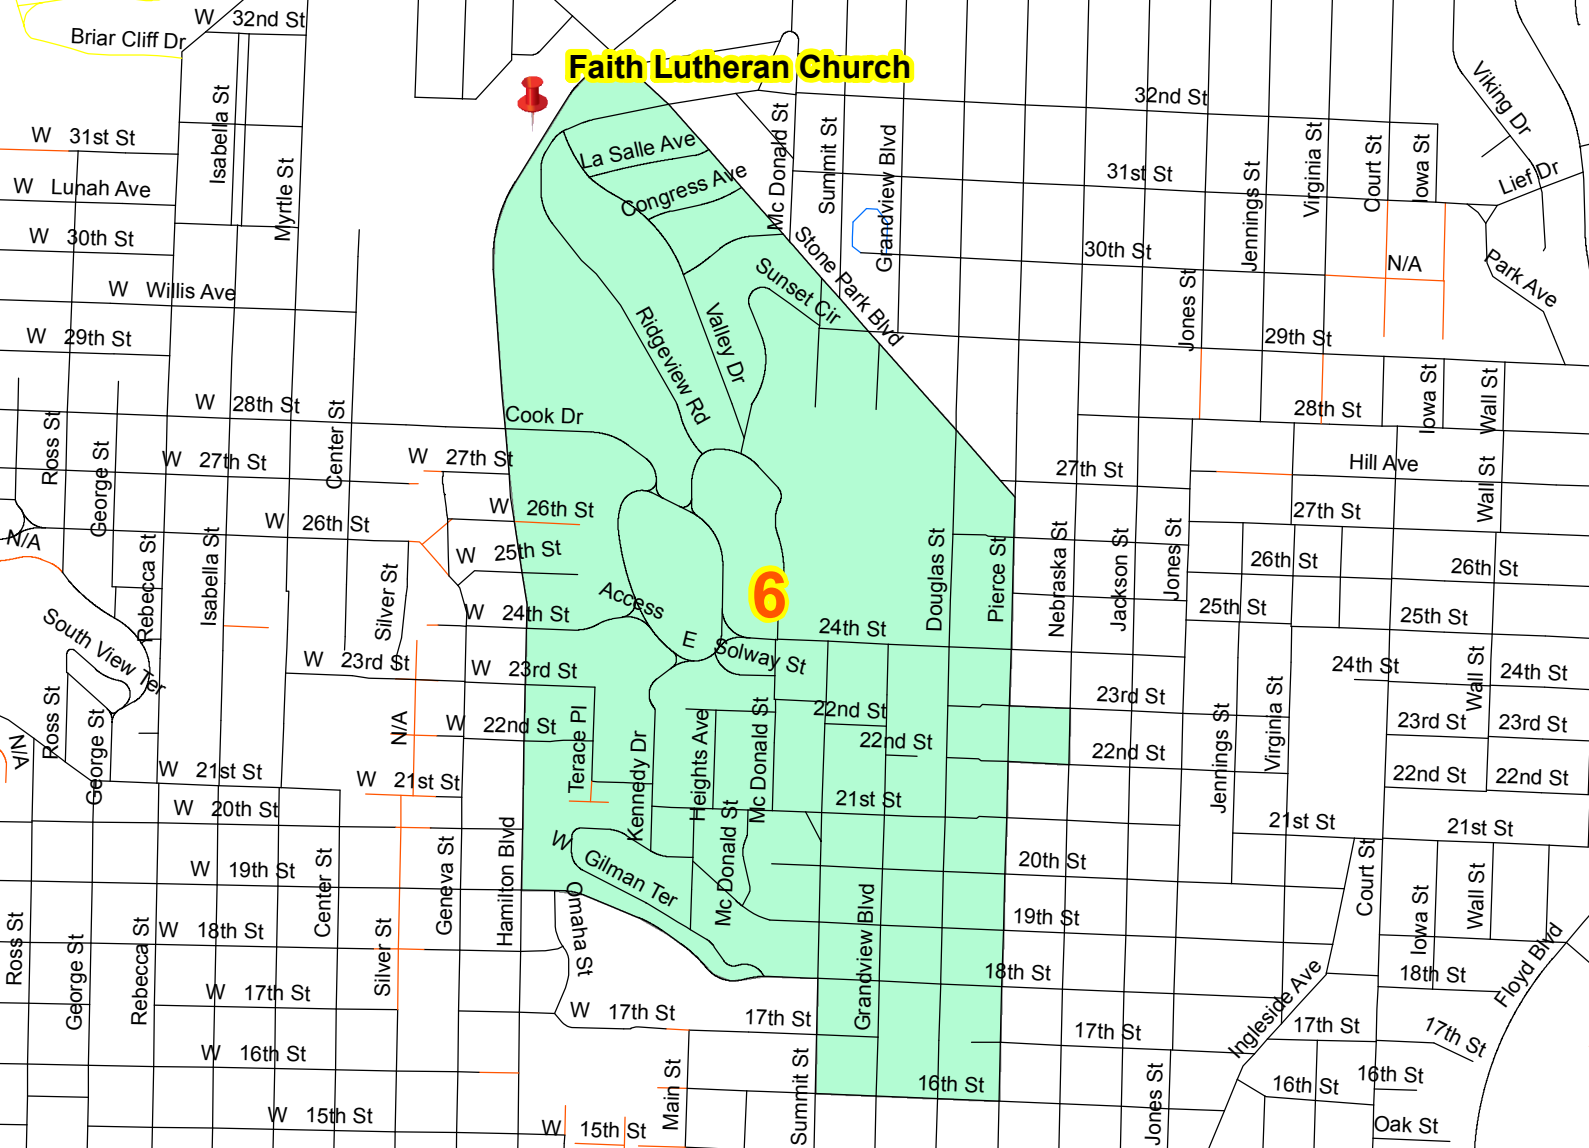 W 32nd St
Briar Cliff Dr
Faith Lutheran Church
32nd St
Viking Dr
W 31st St
Isabella St
Myrtle St
La Salle Ave
Congress Ave
Mc Donald St
Summit St
Grandview Blvd
31st St
Jennings St
Virginia St
Court St
Iowa St
Lief Dr
W Lunah Ave
W 30th St
Stone Park Blvd
30th St
N/A
Park Ave
W Willis Ave
Sunset Cir
Ridgeview Rd
Valley Dr
Jones St
29th St
W 29th St
W 28th St
Cook Dr
28th St
Iowa St
Wall St
Ross St
George St
Center St
W 27th St
W 27th St
27th St
Hill Ave
Wall St
W 26th St
W 26th St
27th St
N/A
Rebecca St
Isabella St
Silver St
W 25th St
Access
6
Douglas St
Pierce St
Nebraska St
Jackson St
Jones St
26th St
26th St
25th St
25th St
W 24th St
24th St
E Solway St
South View Ter
W 23rd St
W 23rd St
24th St
24th St
Wall St
23rd St
Ross St
George St
N/A
N/A
W 22nd St
Terace Pl
Kennedy Dr
Heights Ave
Mc Donald St
22nd St
22nd St
22nd St
Jennings St
Virginia St
23rd St
23rd St
22nd St
22nd St
W 21st St
W 21st St
21st St
21st St
21st St
W 20th St
20th St
W Gilman Ter
Mc Donald St
W 19th St
Center St
Geneva St
Hamilton Blvd
Omaha St
Grandview Blvd
19th St
Court St
Iowa St
Wall St
Ross St
George St
Rebecca St
W 18th St
Silver St
18th St
18th St
Ingleside Ave
Floyd Blvd
W 17th St
W 17th St
17th St
17th St
17th St
17th St
W 16th St
Main St
Summit St
16th St
Jones St
16th St
16th St
W 15th St
W 15th St
Oak St